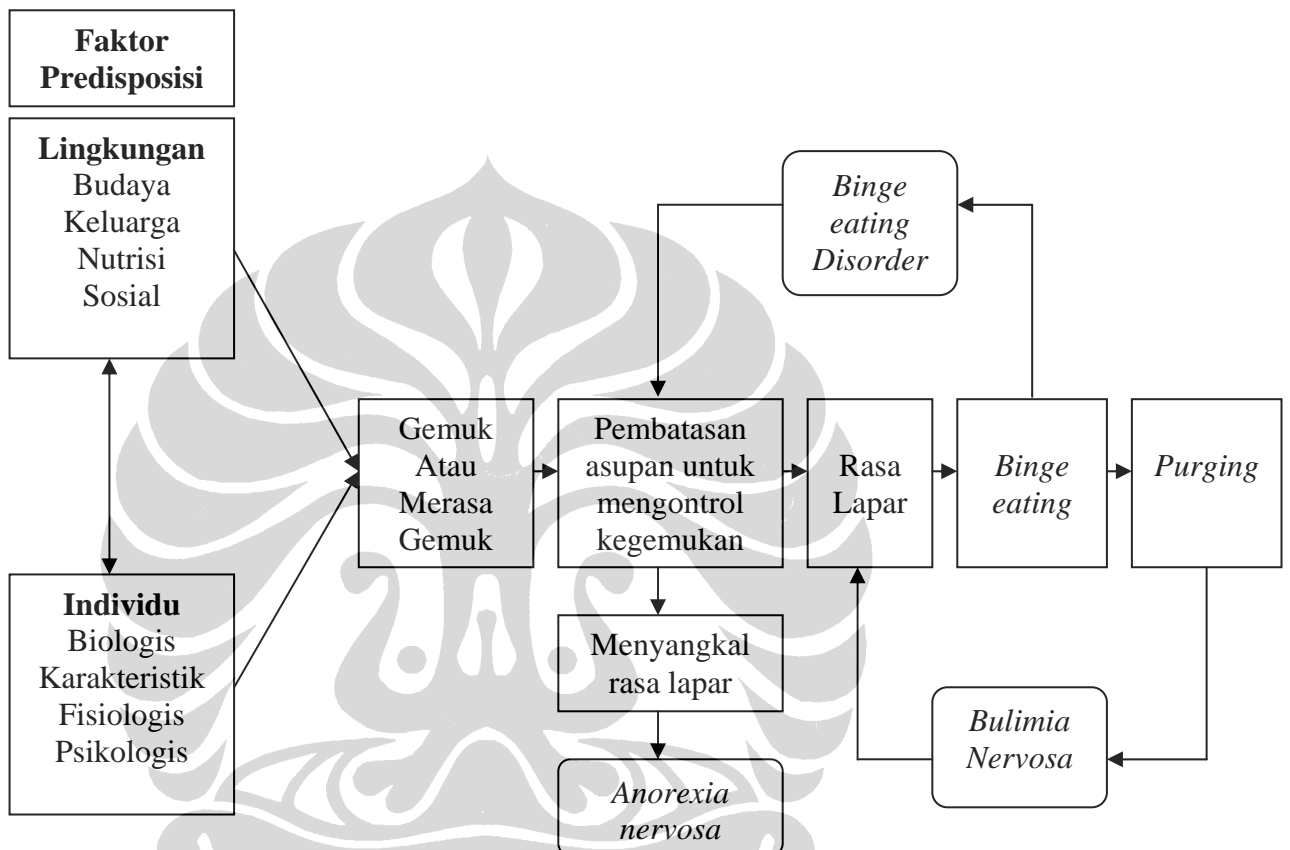 Faktor
Predisposisi
Lingkungan
Budaya
Keluarga
Nutrisi
Sosial
Individu
Biologis
Karakteristik
Fisiologis
Psikologis
Gemuk
Atau
Merasa
Gemuk
Pembatasan
asupan untuk
mengontrol
kegemukan
Menyangkal
rasa lapar
Anorexia
nervosa
Binge
eating
Disorder
Rasa
Lapar
Binge
eating
Purging
Bulimia
Nervosa